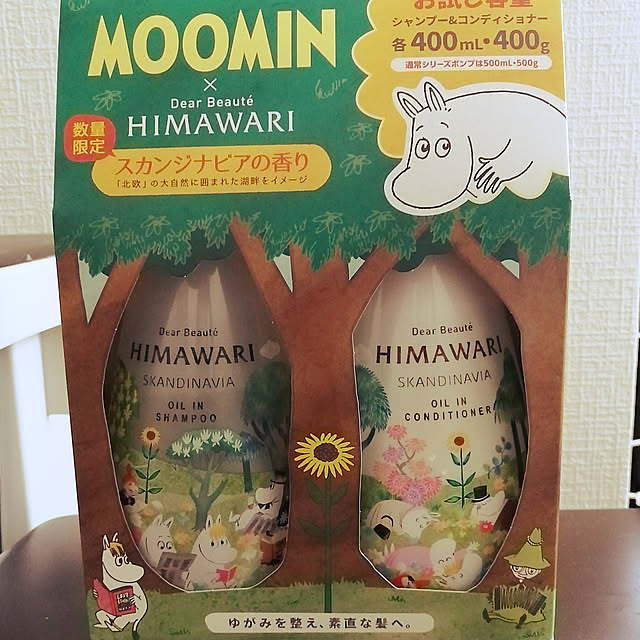 お試し容量
シャンプー&コンディショナー
各400mL・400g
通常シリーズポンプは500mL・500g
MOOMIN
×
Dear Beauté
HIMAWARI
数量
限定
スカンジナビアの香り
「北欧」の大自然に囲まれた湖畔をイメージ
Dear Beauté
HIMAWARI
SKANDINAVIA
OIL IN
SHAMPOO
Dear Beauté
HIMAWARI
SKANDINAVIA
OIL IN
CONDITIONER
ゆがみを整え、素直な髪へ。